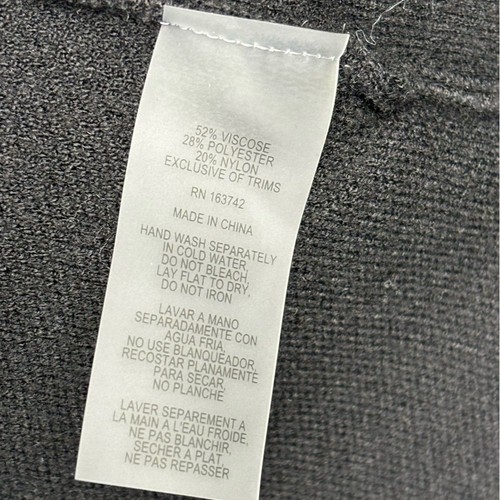 52% VISCOSE
28% POLYESTER
20% NYLON
EXCLUSIVE OF TRIMS
RN 163742
MADE IN CHINA
HAND WASH SEPARATELY
IN COLD WATER,
DO NOT BLEACH,
LAY FLAT TO DRY,
DO NOT IRON
LAVAR A MANO
SEPARADAMENTE CON
AGUA FRIA,
NO USE BLANQUEADOR,
RECOSTAR PLANAMENTE
PARA SECAR,
NO PLANCHE
LAVER SEPAREMENT A
LA MAIN A L'EAU FROIDE,
NE PAS BLANCHIR,
SECHER A PLAT,
NE PAS REPASSER